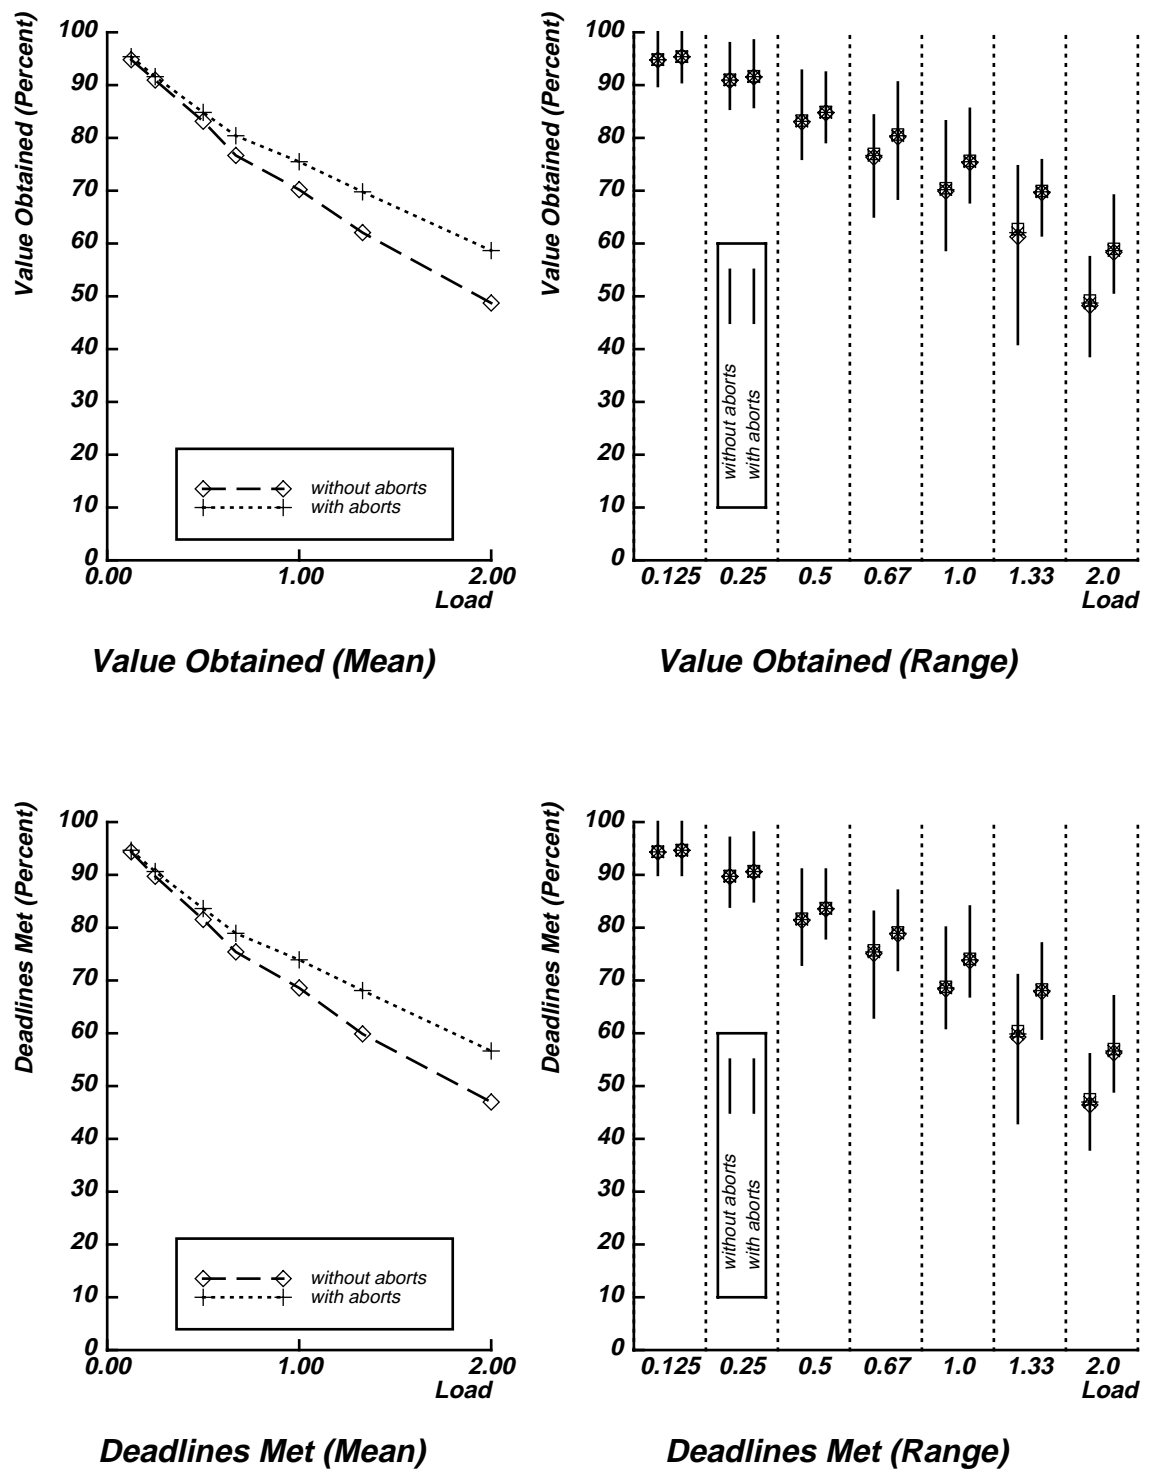 Value Obtained (Percent)
100
90
80
70
60
50
40
30
20
10
0
without aborts
with aborts
0.00 1.00 2.00
Load
Value Obtained (Mean)
Value Obtained (Percent)
100
90
80
70
60
50
40
30
20
10
0
without aborts
with aborts
0.125 0.25 0.5 0.67 1.0 1.33 2.0
Load
Value Obtained (Range)
Deadlines Met (Percent)
100
90
80
70
60
50
40
30
20
10
0
without aborts
with aborts
0.00 1.00 2.00
Load
Deadlines Met (Mean)
Deadlines Met (Percent)
100
90
80
70
60
50
40
30
20
10
0
without aborts
with aborts
0.125 0.25 0.5 0.67 1.0 1.33 2.0
Load
Deadlines Met (Range)